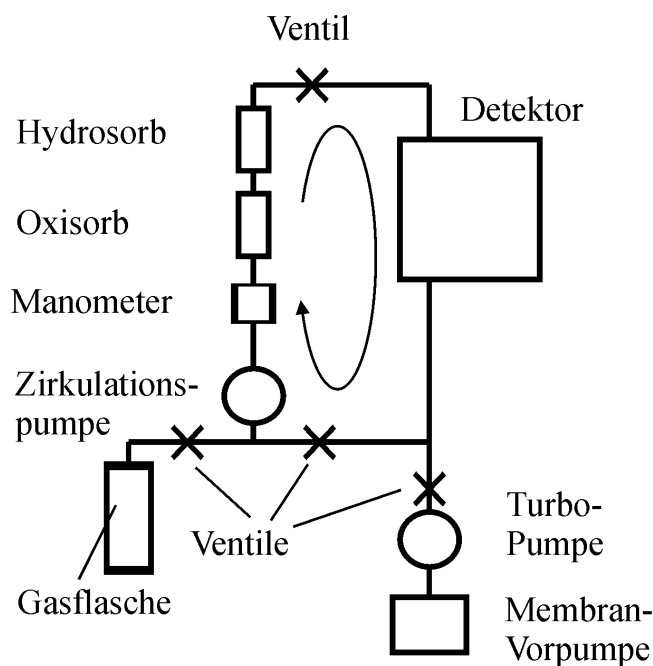 Ventil
Hydrosorb
Detektor
Oxisorb
Manometer
Zirkulations-
pumpe
Ventile
Turbo-
Pumpe
Gasflasche
Membran-
Vorpumpe